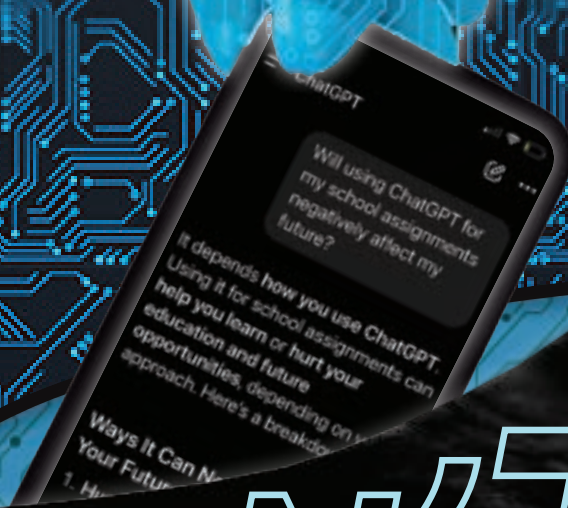 ChatGPT
Will using ChatGPT for
my school assignments
negatively affect my
future?
It depends how you use ChatGPT.
Using it for school assignments can
help you learn or hurt your
education and future
opportunities, depending on
approach. Here's a
Ways It Can
Your
1.